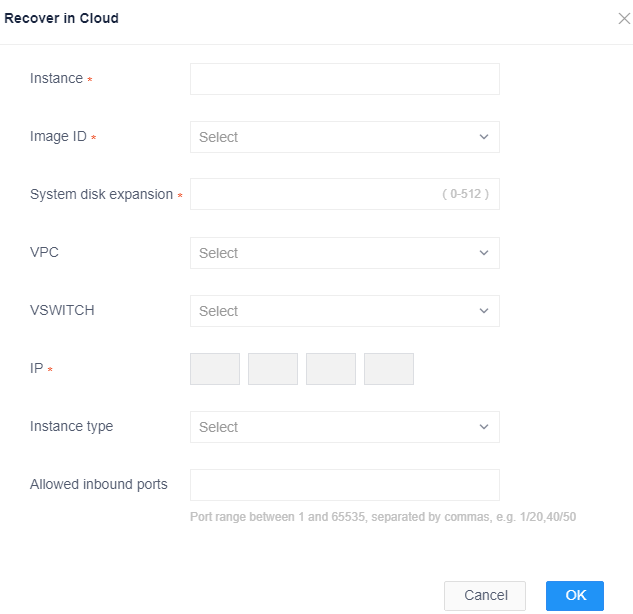 Recover in Cloud
Instance *
Image ID * Select
System disk expansion * ( 0-512 )
VPC Select
VSWITCH Select
IP *
Instance type Select
Allowed inbound ports
Port range between 1 and 65535, separated by commas, e.g. 1/20,40/50
Cancel OK